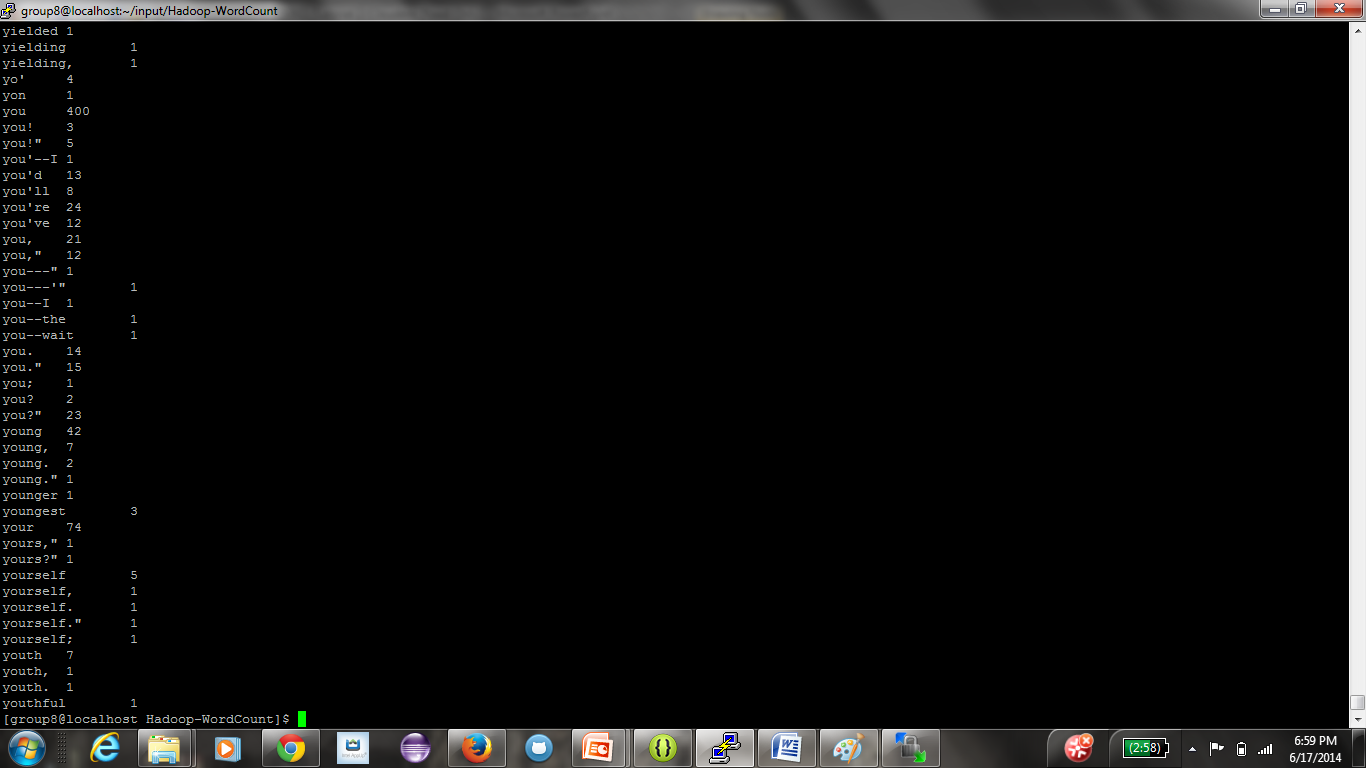 group8@localhost:~/input/Hadoop-WordCount
yielded 1
yielding 1
yielding, 1
yo' 4
yon 1
you 400
you! 3
you!" 5
you'--I 1
you'd 13
you'll 8
you're 24
you've 12
you, 21
you," 12
you---" 1
you---'" 1
you--I 1
you--the 1
you--wait 1
you. 14
you." 15
you; 1
you? 2
you?" 23
young 42
young, 7
young. 2
young." 1
younger 1
youngest 3
your 74
yours," 1
yours?" 1
yourself 5
yourself, 1
yourself. 1
yourself." 1
yourself; 1
youth 7
youth, 1
youth. 1
youthful 1
[group8@localhost Hadoop-WordCount]$
(2:58)
6:59 PM
6/17/2014